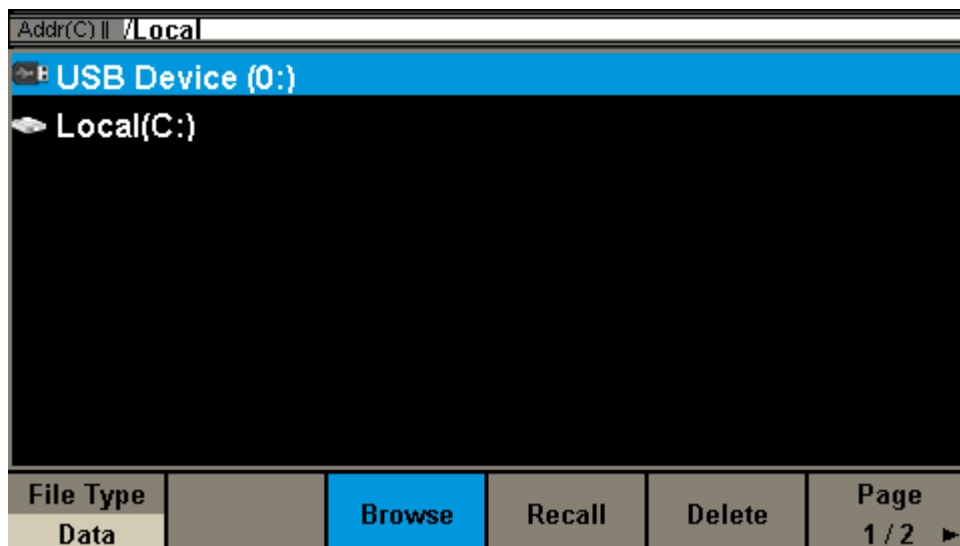 Addr(C) || /Local
USB Device (0:)
Local(C:)
File Type
Data
Browse
Recall
Delete
Page
1 / 2 ►